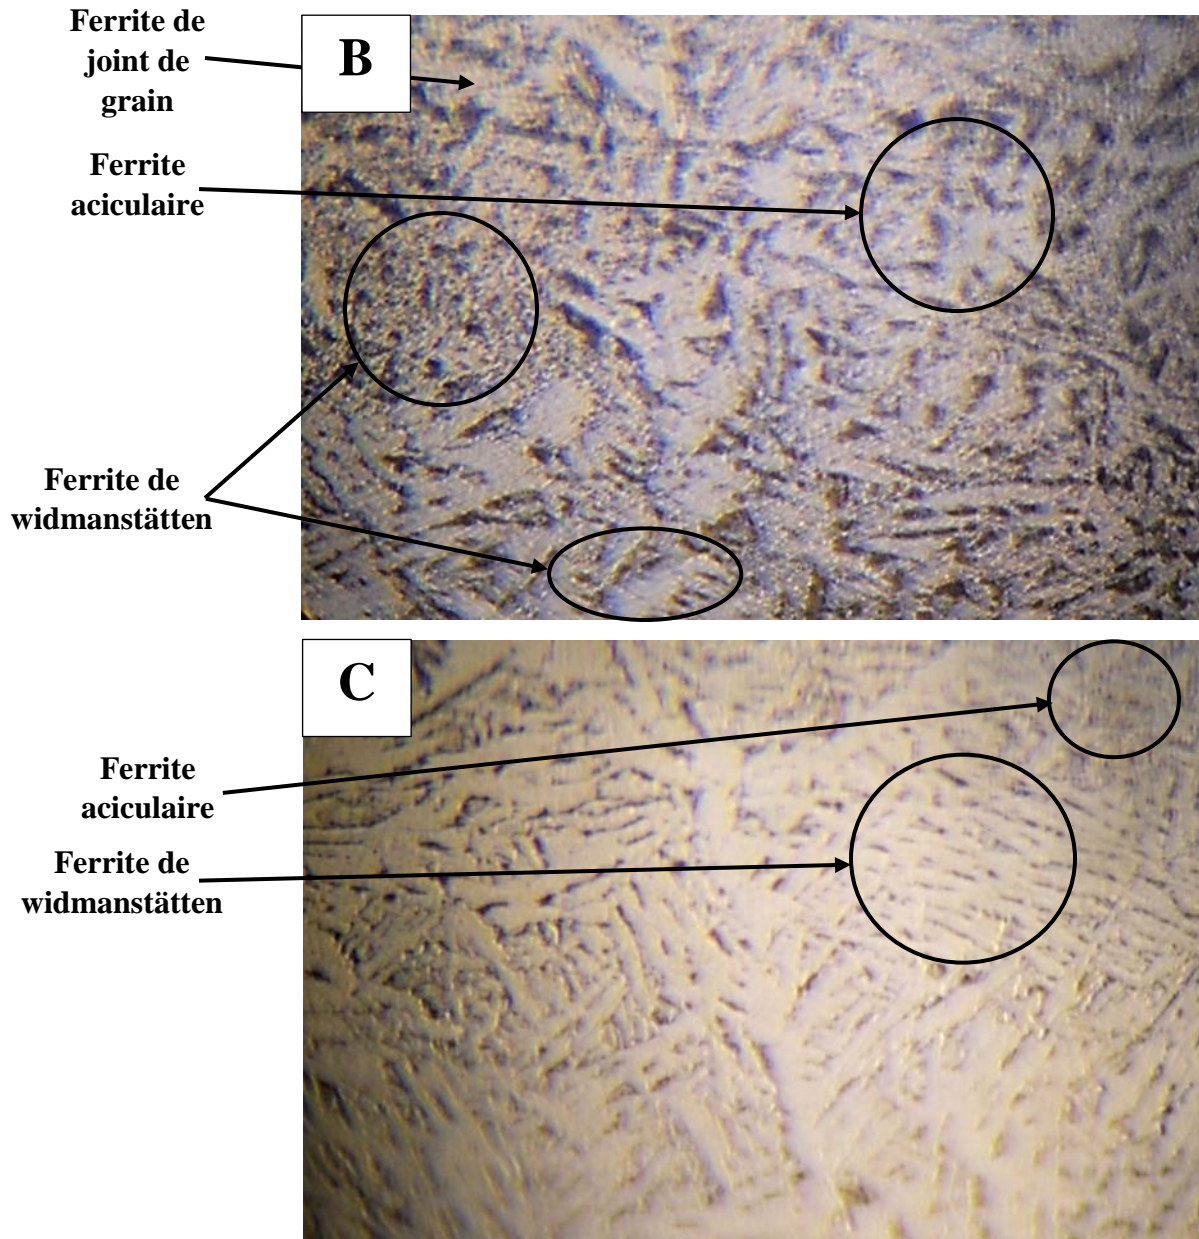 Ferrite de
joint de
grain
B
Ferrite
aciculaire
Ferrite de
widmanstätten
C
Ferrite
aciculaire
Ferrite de
widmanstätten